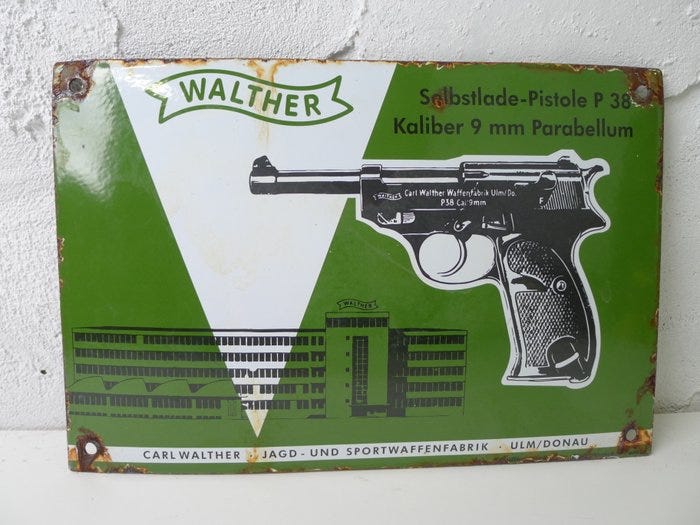 WALTHER
Selbstlade-Pistole P 38
Kaliber 9 mm Parabellum
WALTHER
Carl Walther Waffenfabrik Ulm/Do.
P38 Cal 9mm
F
WALTHER
CARL WALTHER · JAGD- UND SPORTWAFFENFABRIK · ULM/DONAU